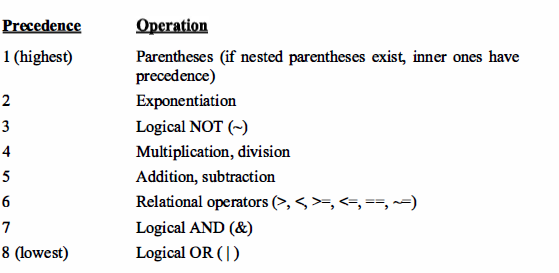 Precedence Operation
1 (highest) Parentheses (if nested parentheses exist, inner ones have
precedence)
2 Exponentiation
3 Logical NOT (~)
4 Multiplication, division
5 Addition, subtraction
6 Relational operators (>, <, >=, <=, ==, ~=)
7 Logical AND (&)
8 (lowest) Logical OR ( | )